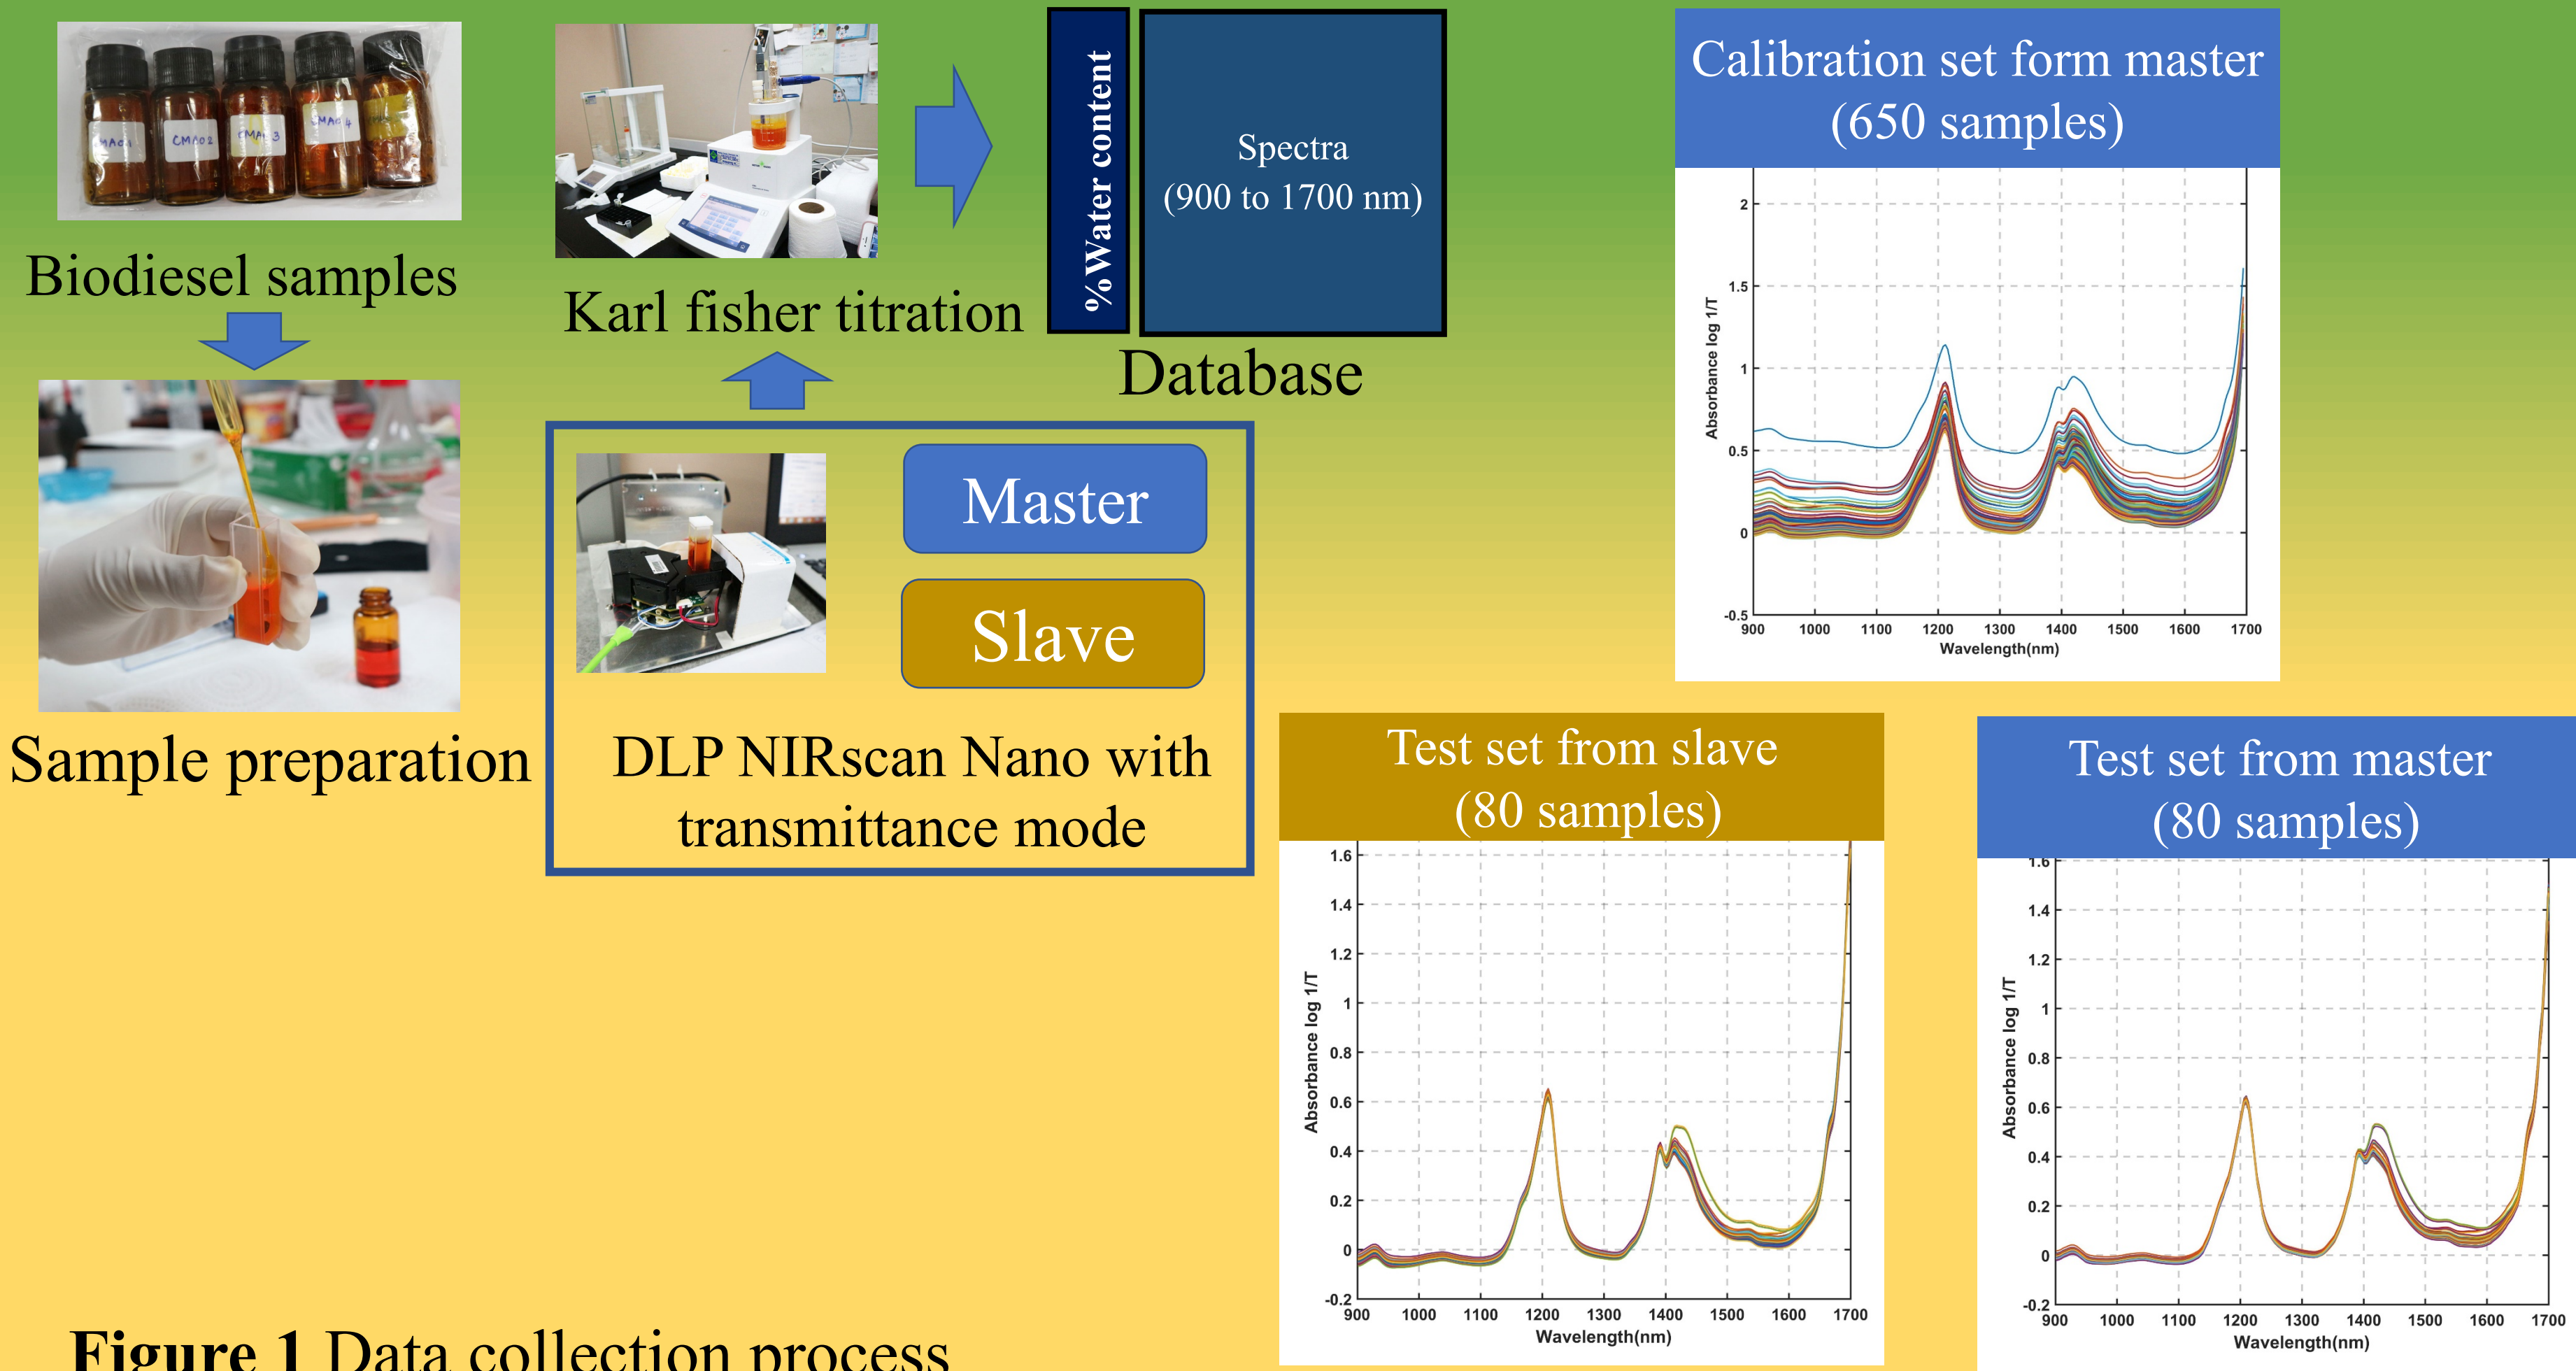 MA01
CMA02
CMA 3
MA04
Biodiesel samples
Sample preparation
Karl fisher titration
Master
Slave
DLP NIRscan Nano with
transmittance mode
%Water content
Spectra
(900 to 1700 nm)
Database
Calibration set form master
(650 samples)
2
1.5
1
0.5
0
-0.5
Absorbance log 1/T
900 1000 1100 1200 1300 1400 1500 1600 1700
Wavelength(nm)
Test set from slave
(80 samples)
1.6
1.4
1.2
1
0.8
0.6
0.4
0.2
0
-0.2
Absorbance log 1/T
900 1000 1100 1200 1300 1400 1500 1600 1700
Wavelength(nm)
Test set from master
(80 samples)
1.6
1.4
1.2
1
0.8
0.6
0.4
0.2
0
-0.2
Absorbance log 1/T
900 1000 1100 1200 1300 1400 1500 1600 1700
Wavelength(nm)
Figure 1 Data collection process